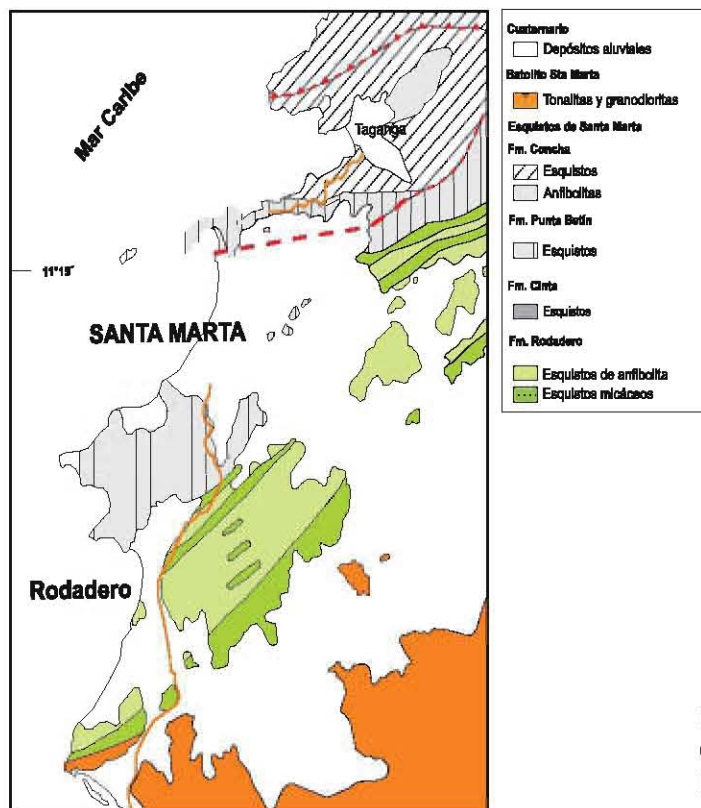 Mar Caribe
Taganga
11°15´
SANTA MARTA
Rodadero
Cuaternario
Depósitos aluviales
Batolito Sta Marta
Tonalitas y granodioritas
Esquistos de Santa Marta
Fm. Concha
Esquistos
Anfibolitas
Fm. Punta Betín
Esquistos
Fm. Cinta
Esquistos
Fm. Rodadero
Esquistos de anfibolita
Esquistos micáceos